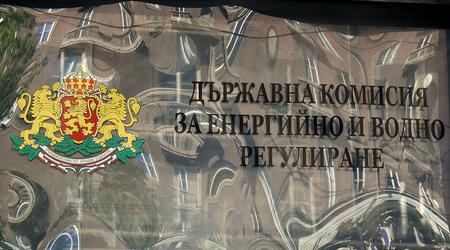 ДЪРЖАВНА КОМИСИЯ
ЗА ЕНЕРГИЙНО И ВОДНО
РЕГУЛИРАНЕ